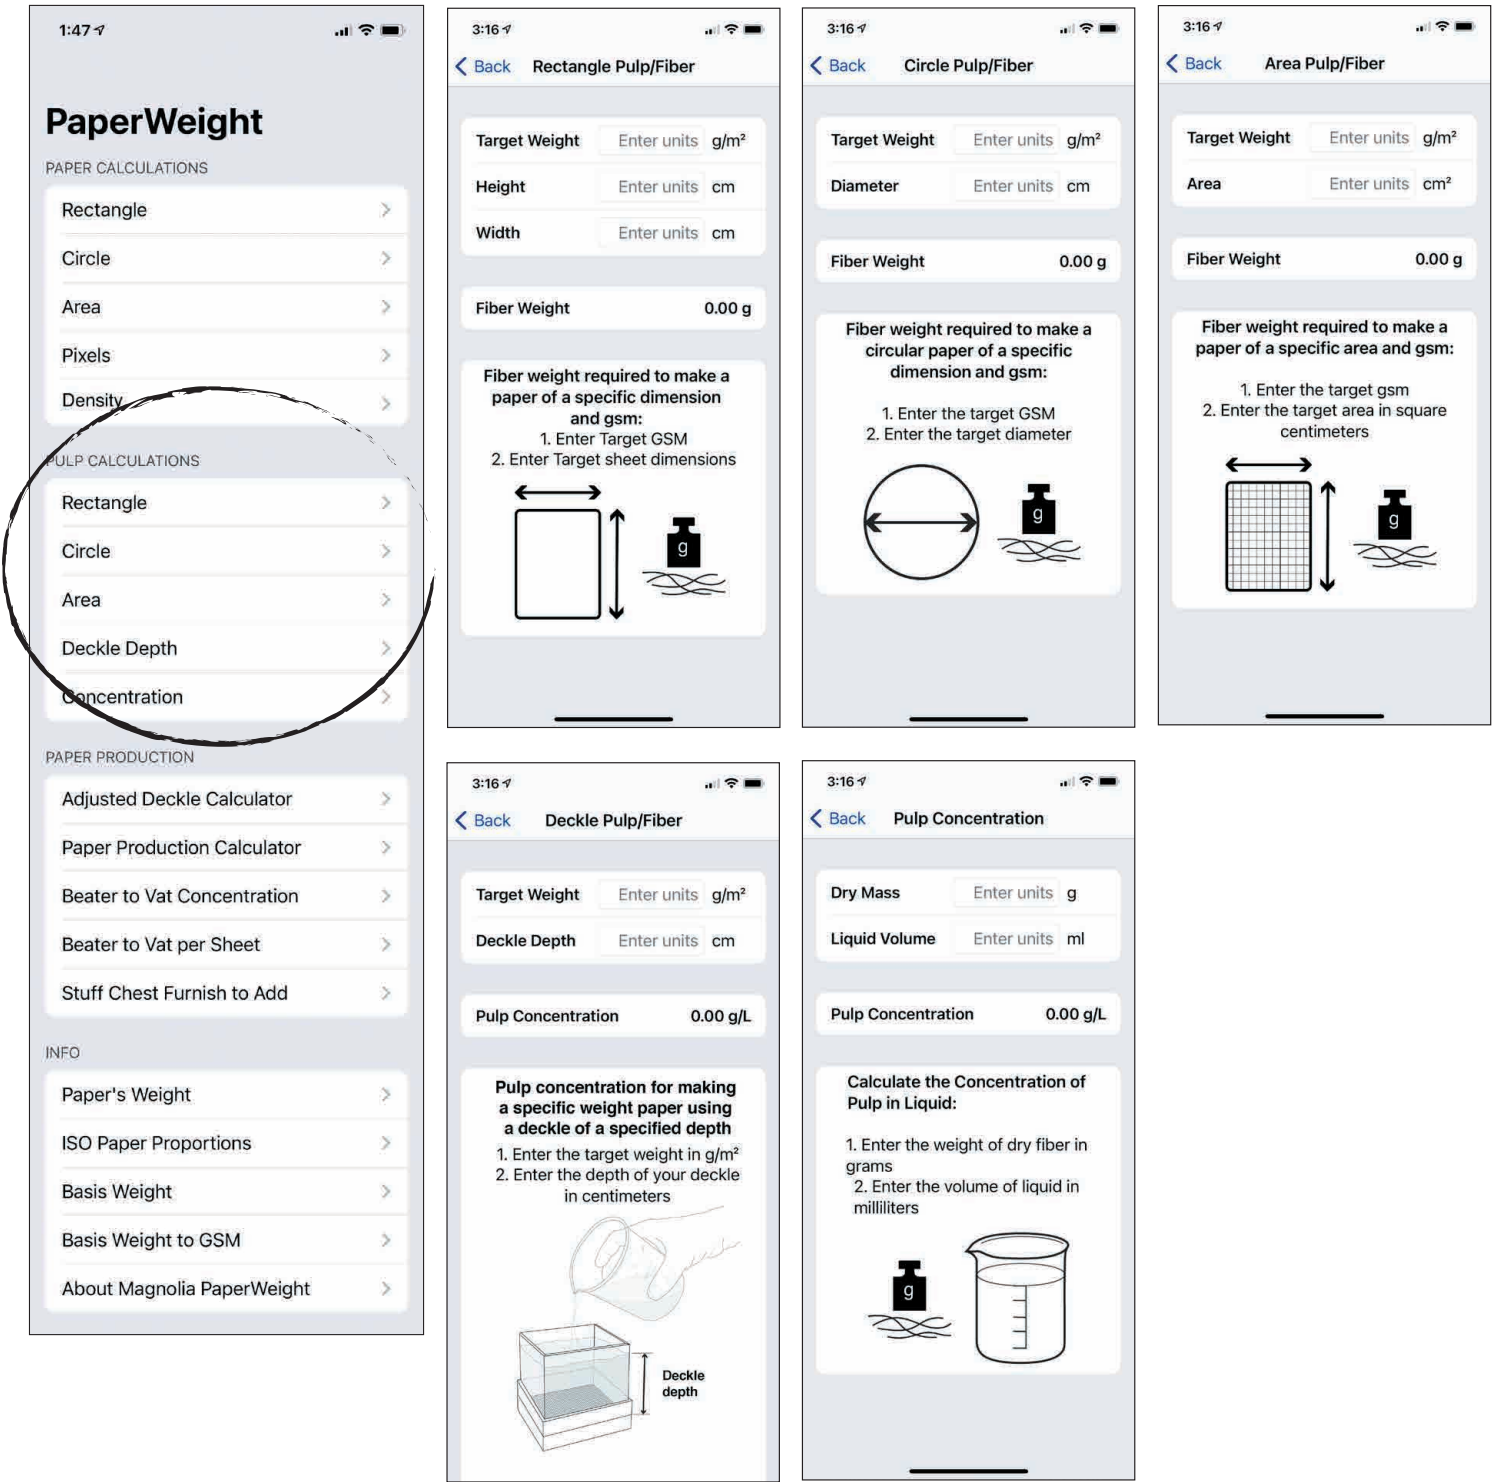 1:47
PaperWeight
PAPER CALCULATIONS
Rectangle
Circle
Area
Pixels
Density
PULP CALCULATIONS
Rectangle
Circle
Area
Deckle Depth
Concentration
PAPER PRODUCTION
Adjusted Deckle Calculator
Paper Production Calculator
Beater to Vat Concentration
Beater to Vat per Sheet
Stuff Chest Furnish to Add
INFO
Paper's Weight
ISO Paper Proportions
Basis Weight
Basis Weight to GSM
About Magnolia PaperWeight
3:16
Back Rectangle Pulp/Fiber
Target Weight Enter units g/m²
Height Enter units cm
Width Enter units cm
Fiber Weight 0.00 g
Fiber weight required to make a
paper of a specific dimension
and gsm:
1. Enter Target GSM
2. Enter Target sheet dimensions
g
3:16
Back Circle Pulp/Fiber
Target Weight Enter units g/m²
Diameter Enter units cm
Fiber Weight 0.00 g
Fiber weight required to make a
circular paper of a specific
dimension and gsm:
1. Enter the target GSM
2. Enter the target diameter
g
3:16
Back Area Pulp/Fiber
Target Weight Enter units g/m²
Area Enter units cm²
Fiber Weight 0.00 g
Fiber weight required to make a
paper of a specific area and gsm:
1. Enter the target gsm
2. Enter the target area in square
centimeters
g
3:16
Back Deckle Pulp/Fiber
Target Weight Enter units g/m²
Deckle Depth Enter units cm
Pulp Concentration 0.00 g/L
Pulp concentration for making
a specific weight paper using
a deckle of a specified depth
1. Enter the target weight in g/m²
2. Enter the depth of your deckle
in centimeters
Deckle
depth
3:16
Back Pulp Concentration
Dry Mass Enter units g
Liquid Volume Enter units ml
Pulp Concentration 0.00 g/L
Calculate the Concentration of
Pulp in Liquid:
1. Enter the weight of dry fiber in
grams
2. Enter the volume of liquid in
milliliters
g